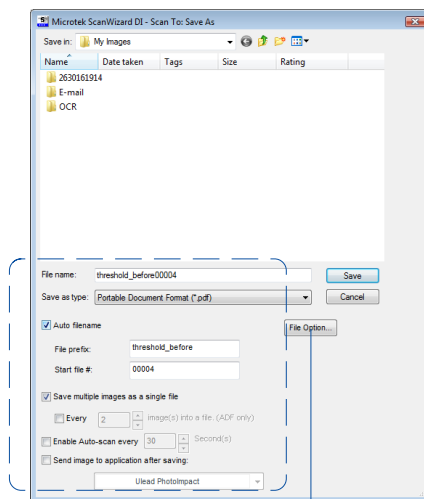 Microtek ScanWizard DI - Scan To: Save As
Save in: My Images
Name Date taken Tags Size Rating
2630161914
E-mail
OCR
File name: threshold_before00004 Save
Save as type: Portable Document Format (*.pdf) Cancel
Auto filename File Option...
File prefix: threshold_before
Start file #: 00004
Save multiple images as a single file
Every 2 image(s) into a file. (ADF only)
Enable Auto-scan every 30 Second(s)
Send image to application after saving:
Ulead PhotoImpact